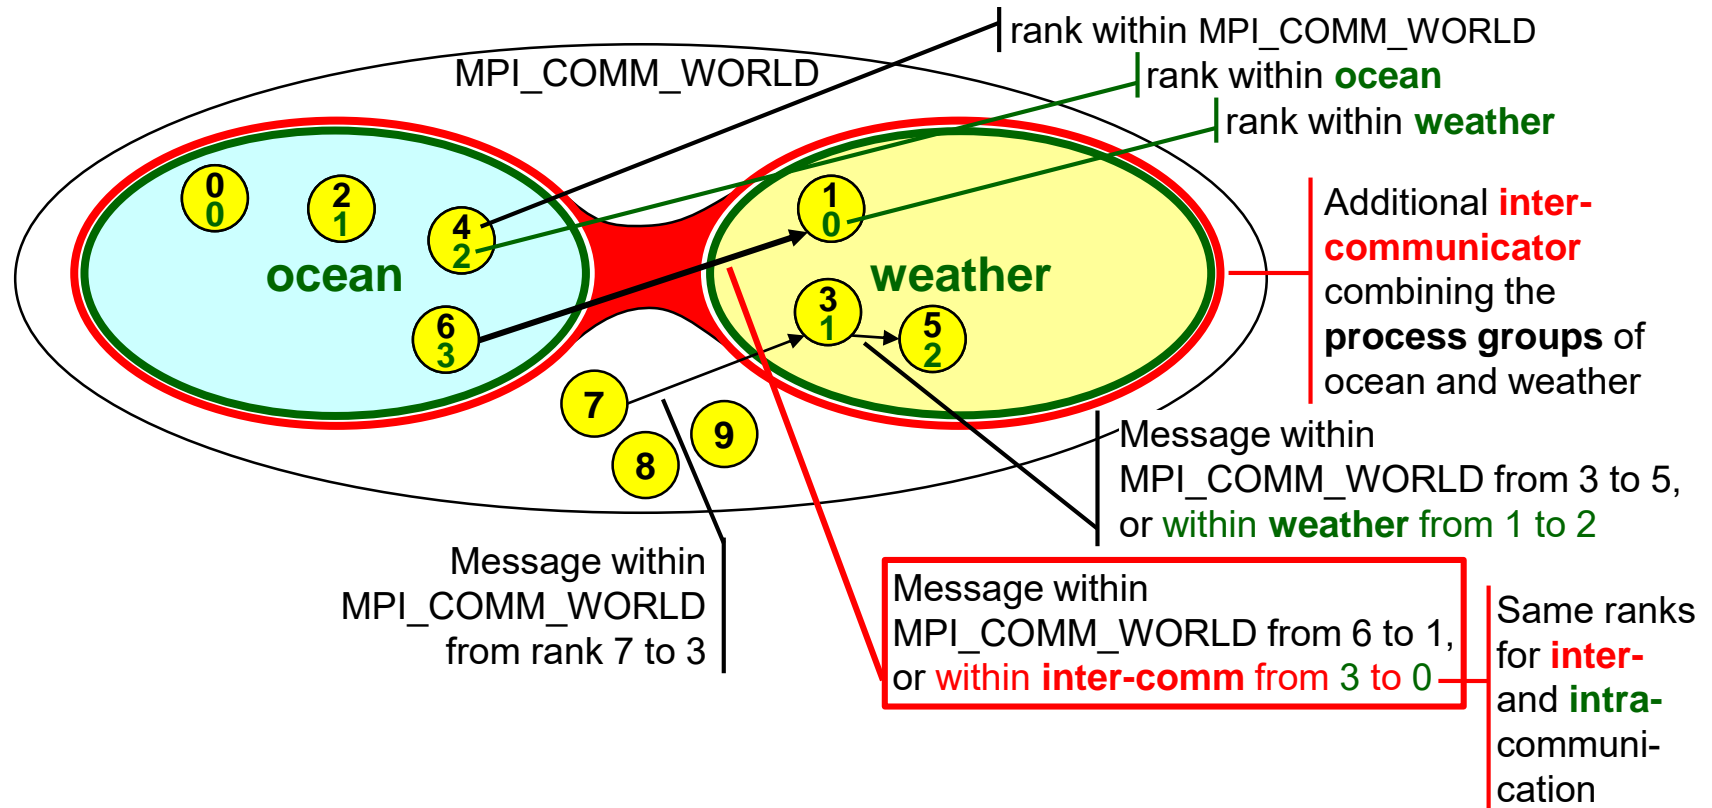 rank within MPI_COMM_WORLD
MPI_COMM_WORLD
rank within ocean
rank within weather
0
0
2
1
4
2
1
0
ocean
weather
6
3
3
1
5
2
7
8
9
Additional inter-
communicator
combining the
process groups of
ocean and weather
Message within
MPI_COMM_WORLD from 3 to 5,
or within weather from 1 to 2
Message within
MPI_COMM_WORLD
from rank 7 to 3
Message within
MPI_COMM_WORLD from 6 to 1,
or within inter-comm from 3 to 0
Same ranks
for inter-
and intra-
communi-
cation